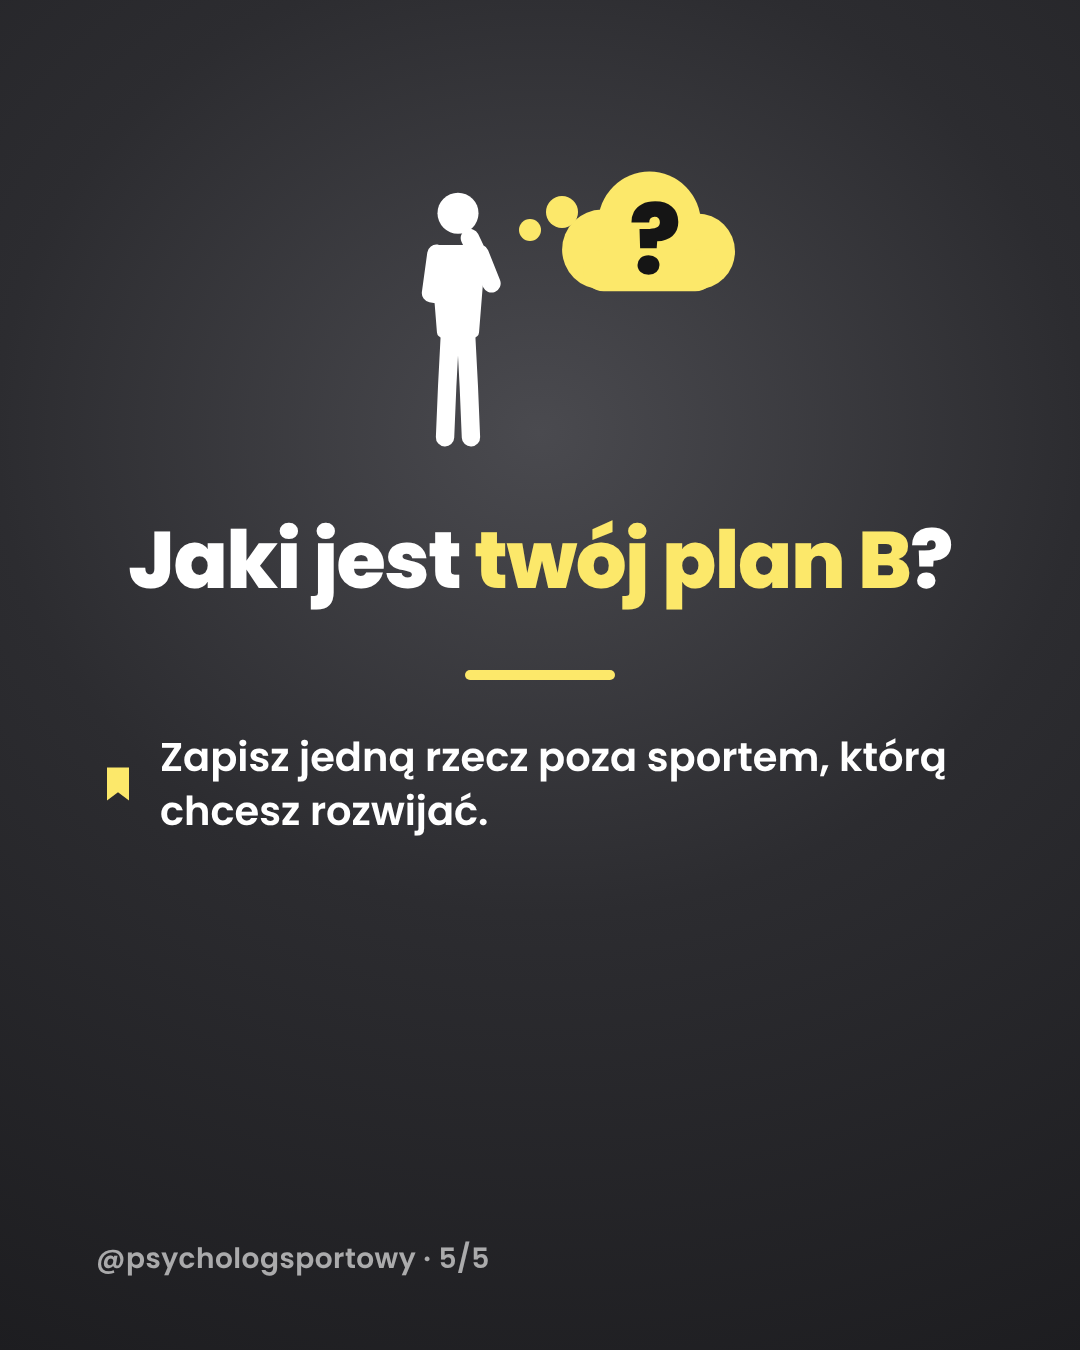 ?
Jaki jest twój plan B?
Zapisz jedną rzecz poza sportem, którą
chcesz rozwijać.
@psychologsportowy · 5/5